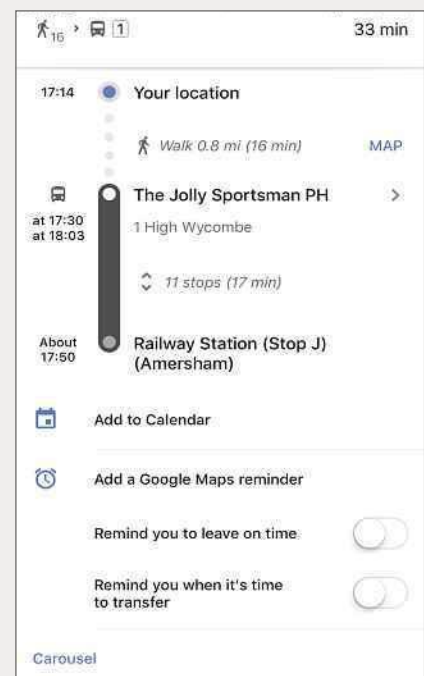 16 1 33 min
17:14 Your location
Walk 0.8 mi (16 min) MAP
The Jolly Sportsman PH
at 17:30
at 18:03
1 High Wycombe
11 stops (17 min)
About
17:50
Railway Station (Stop J)
(Amersham)
Add to Calendar
Add a Google Maps reminder
Remind you to leave on time
Remind you when it's time
to transfer
Carousel